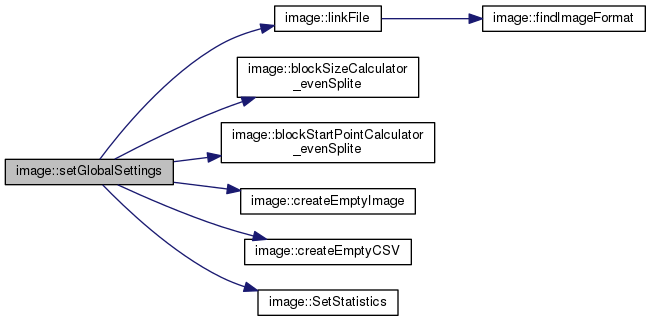 image::linkFile
image::findImageFormat
image::blockSizeCalculator
_evenSplite
image::blockStartPointCalculator
_evenSplite
image::setGlobalSettings
image::createEmptyImage
image::createEmptyCSV
image::SetStatistics